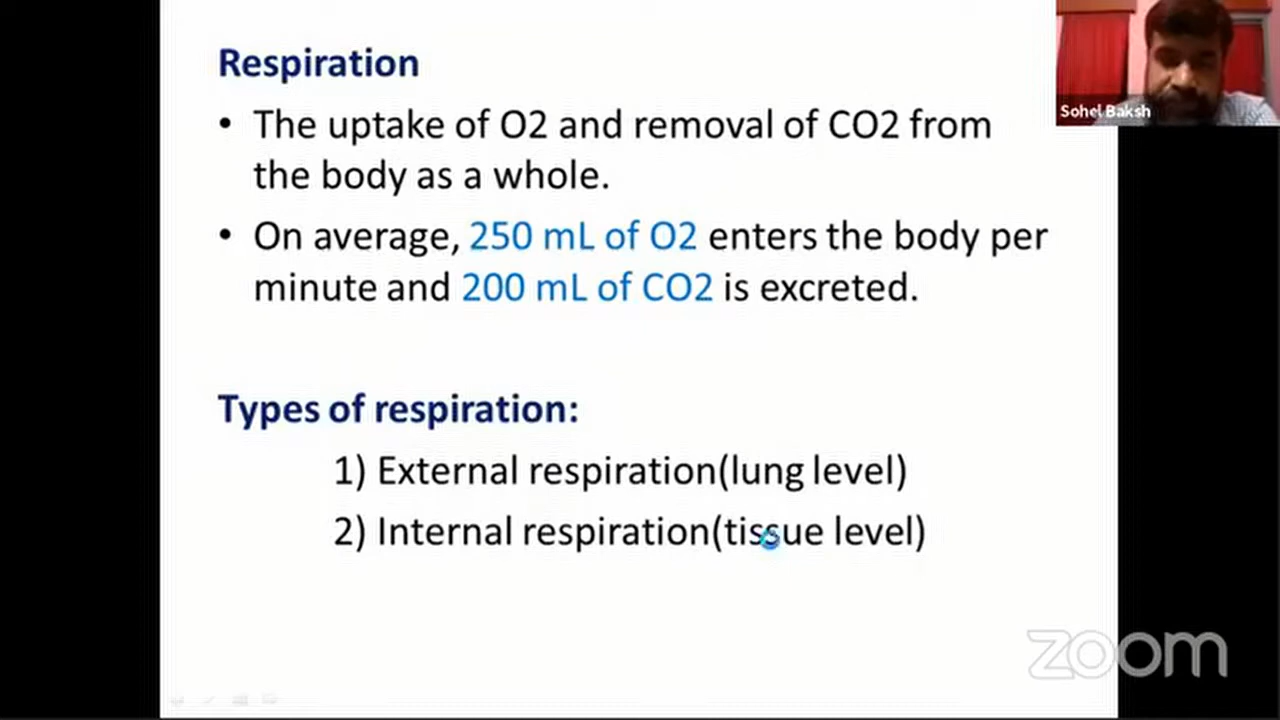 Respiration
• The uptake of O2 and removal of CO2 from
the body as a whole.
• On average, 250 mL of O2 enters the body per
minute and 200 mL of CO2 is excreted.
Types of respiration:
1) External respiration(lung level)
2) Internal respiration(tissue level)
Sohel Baksh
zoom